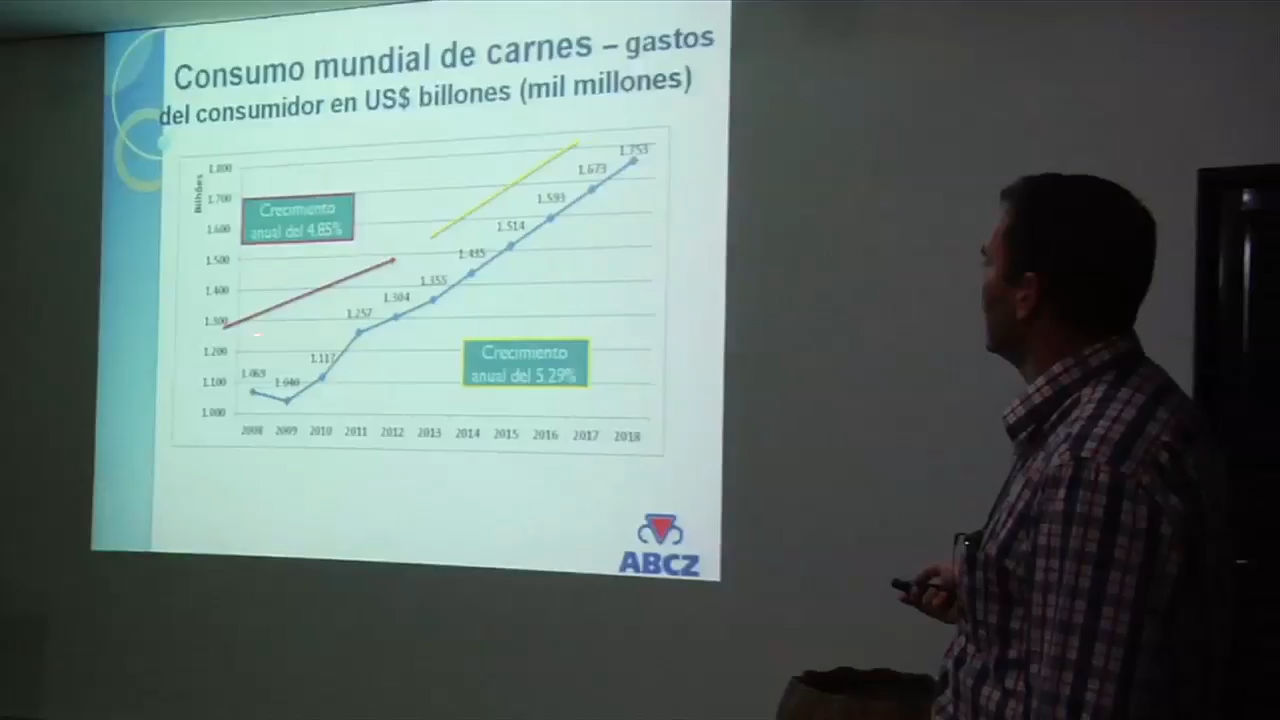 Consumo mundial de carnes – gastos
del consumidor en US$ billones (mil millones)
Bilhões
1.800
1.700
1.600
1.500
1.400
1.300
1.200
1.100
1.000
Crecimiento
anual del 4.85%
1.069
1.040
1.117
1.257
1.304
1.355
1.435
1.514
1.593
1.673
1.753
Crecimiento
anual del 5.29%
2008 2009 2010 2011 2012 2013 2014 2015 2016 2017 2018
ABCZ